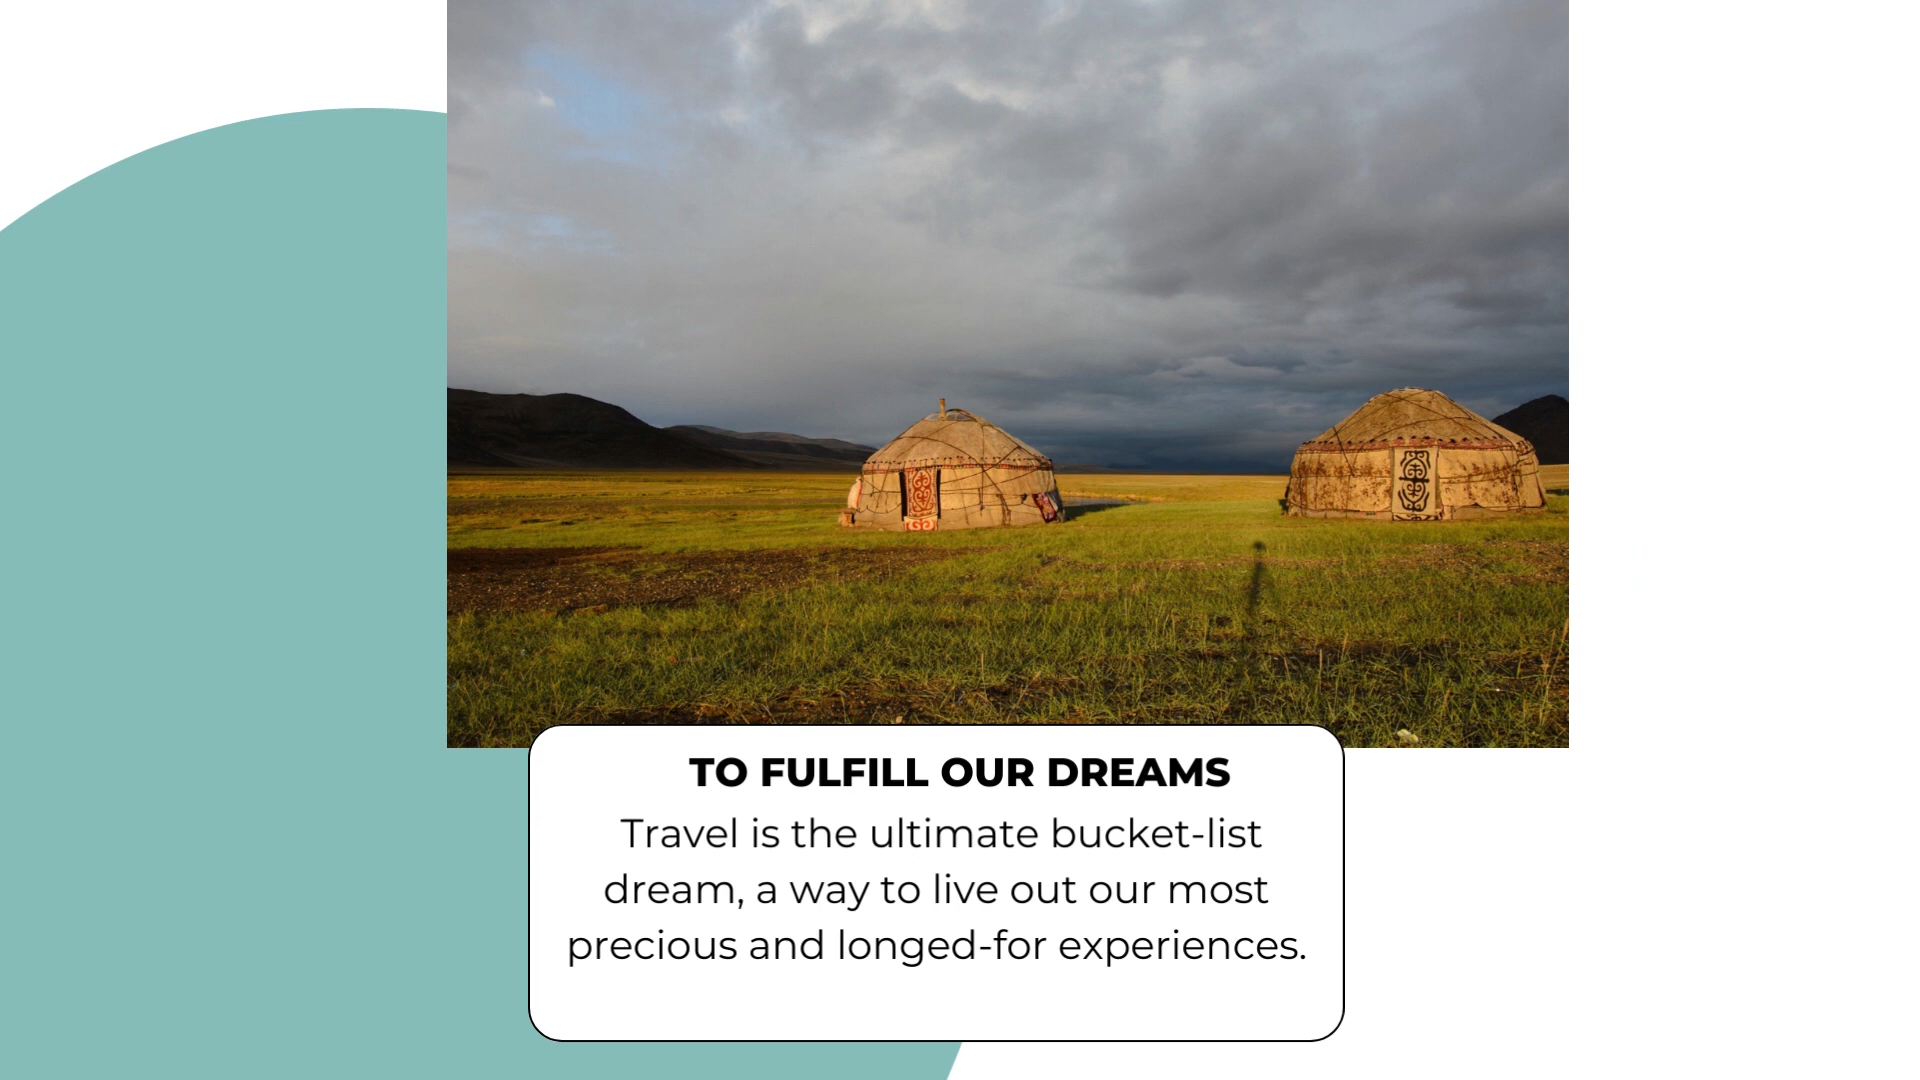 TO FULFILL OUR DREAMS
Travel is the ultimate bucket-list
dream, a way to live out our most
precious and longed-for experiences.